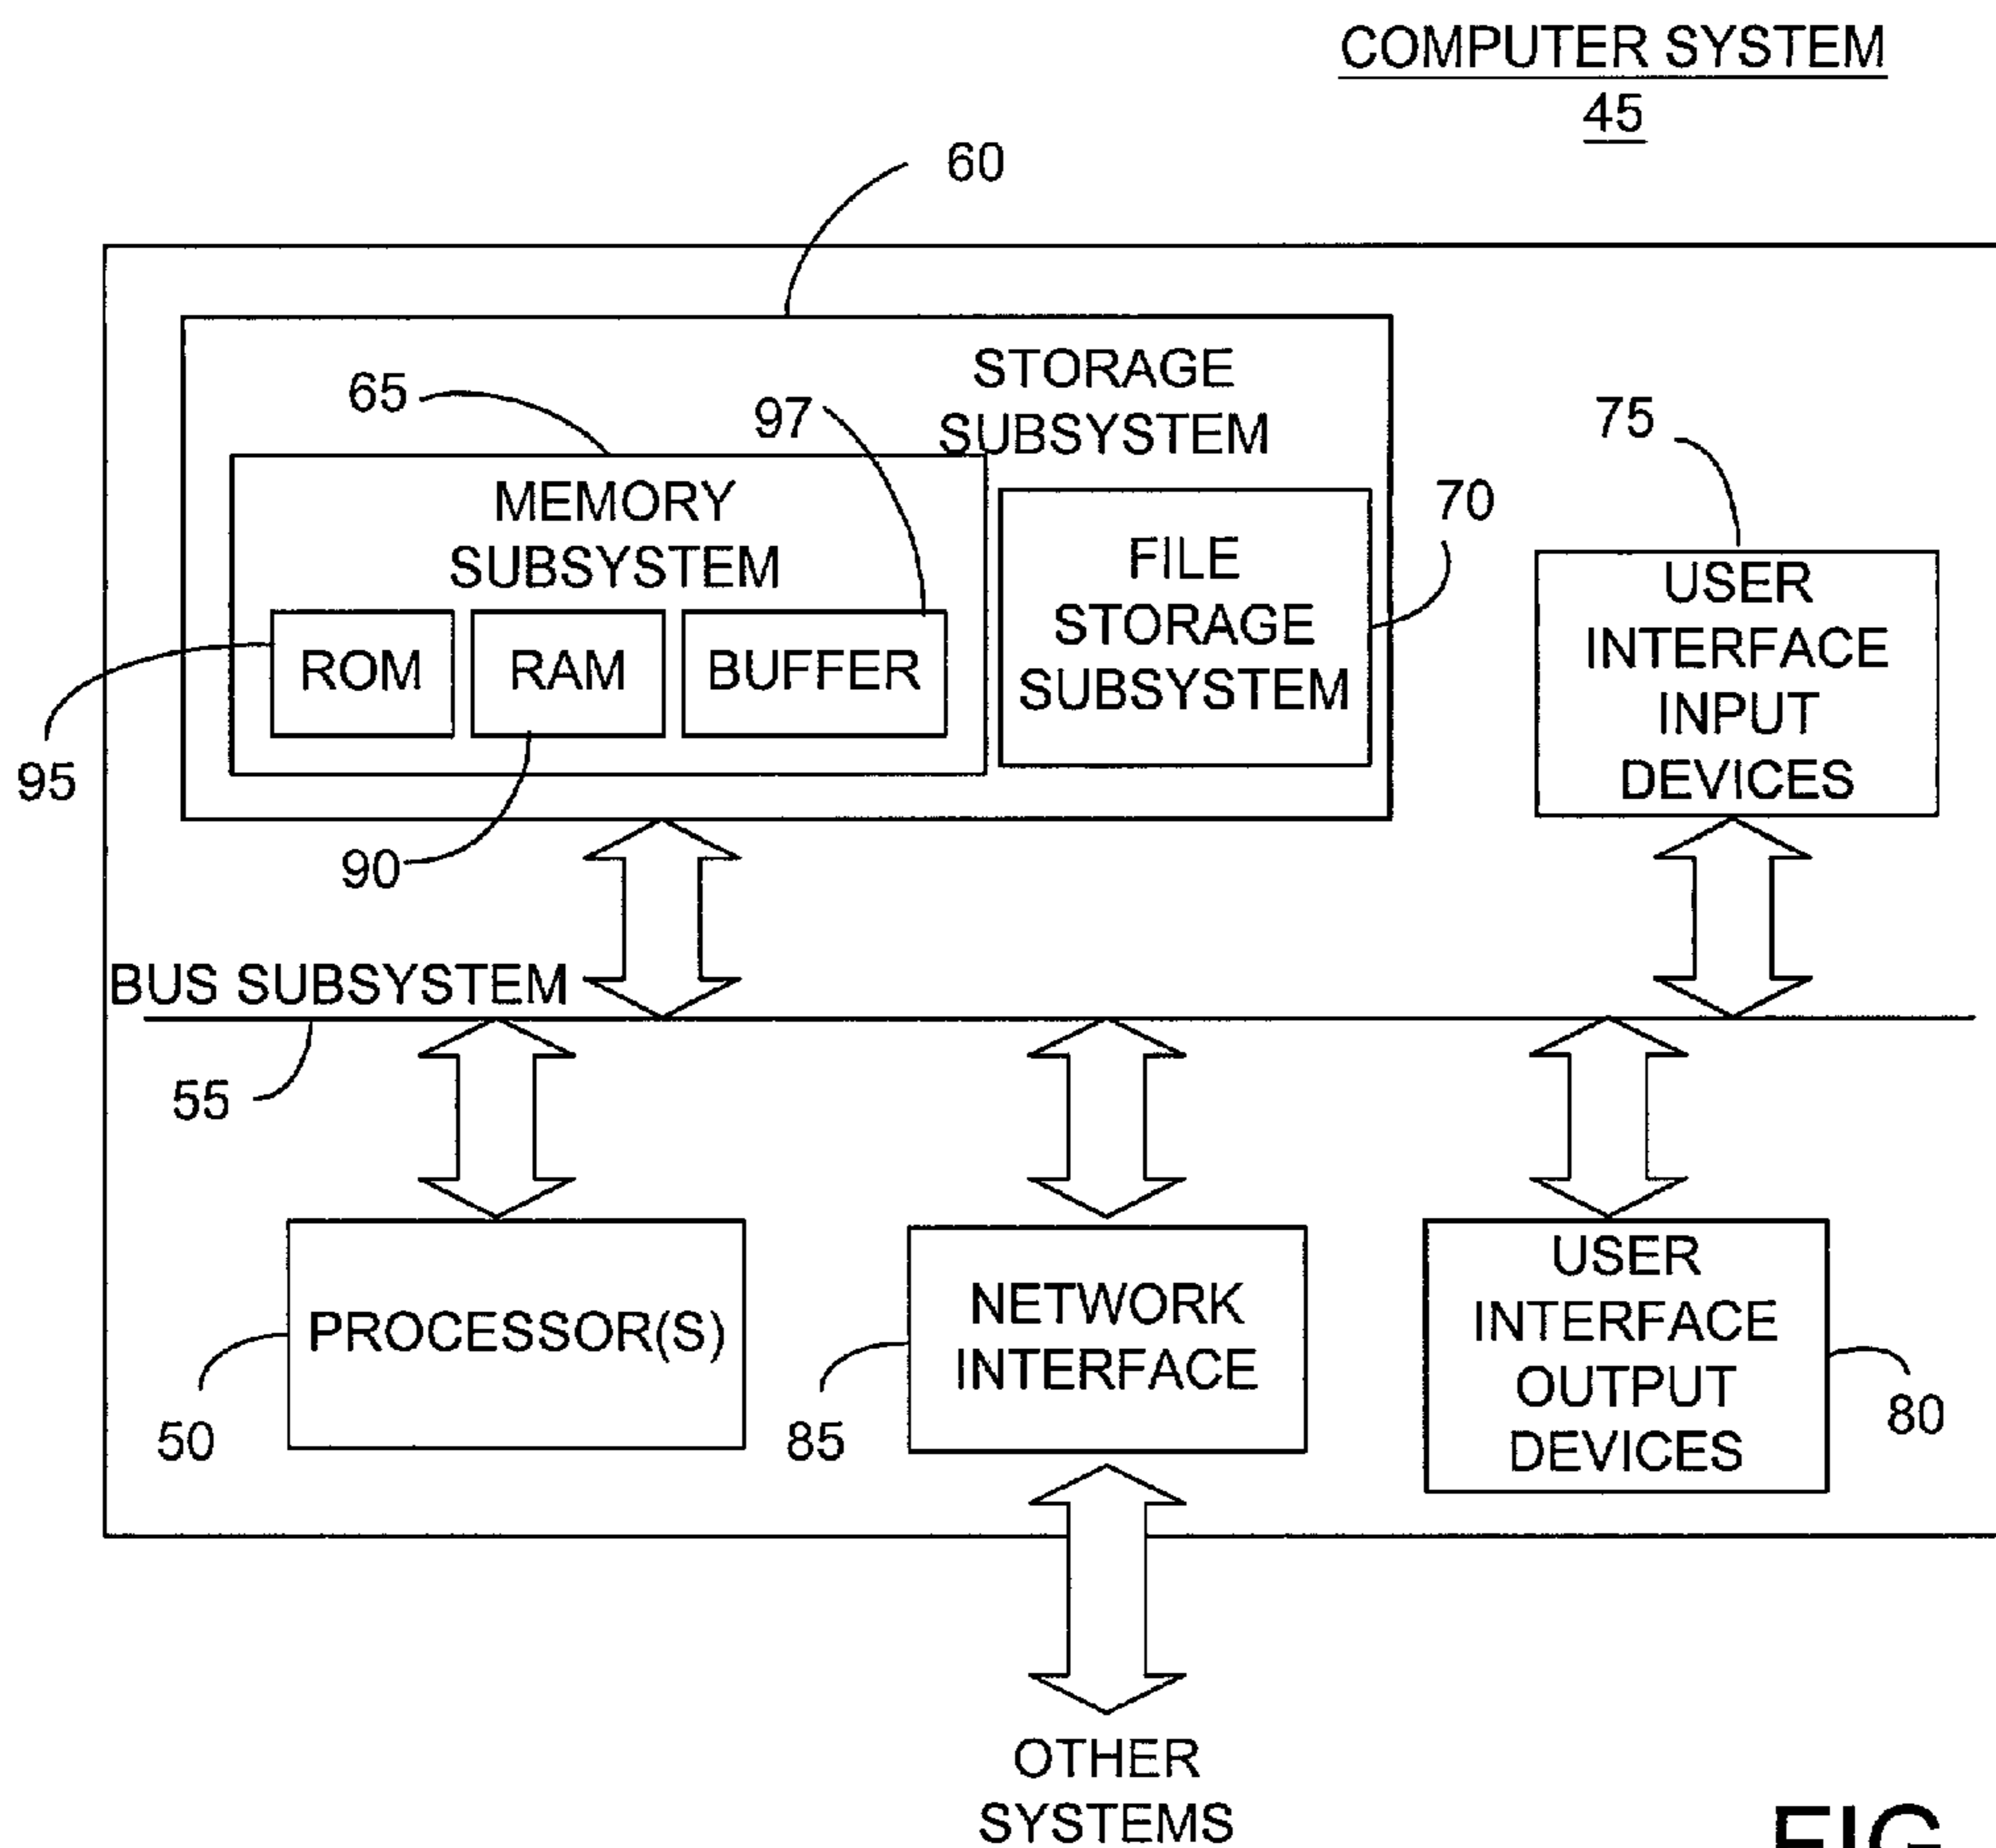 COMPUTER SYSTEM
45
60
STORAGE
SUBSYSTEM
65
97
75
MEMORY
SUBSYSTEM
70
FILE
STORAGE
SUBSYSTEM
USER
INTERFACE
INPUT
DEVICES
ROM
RAM
BUFFER
95
90
BUS SUBSYSTEM
55
PROCESSOR(S)
NETWORK
INTERFACE
USER
INTERFACE
OUTPUT
DEVICES
50
85
80
OTHER
SYSTEMS
FIG